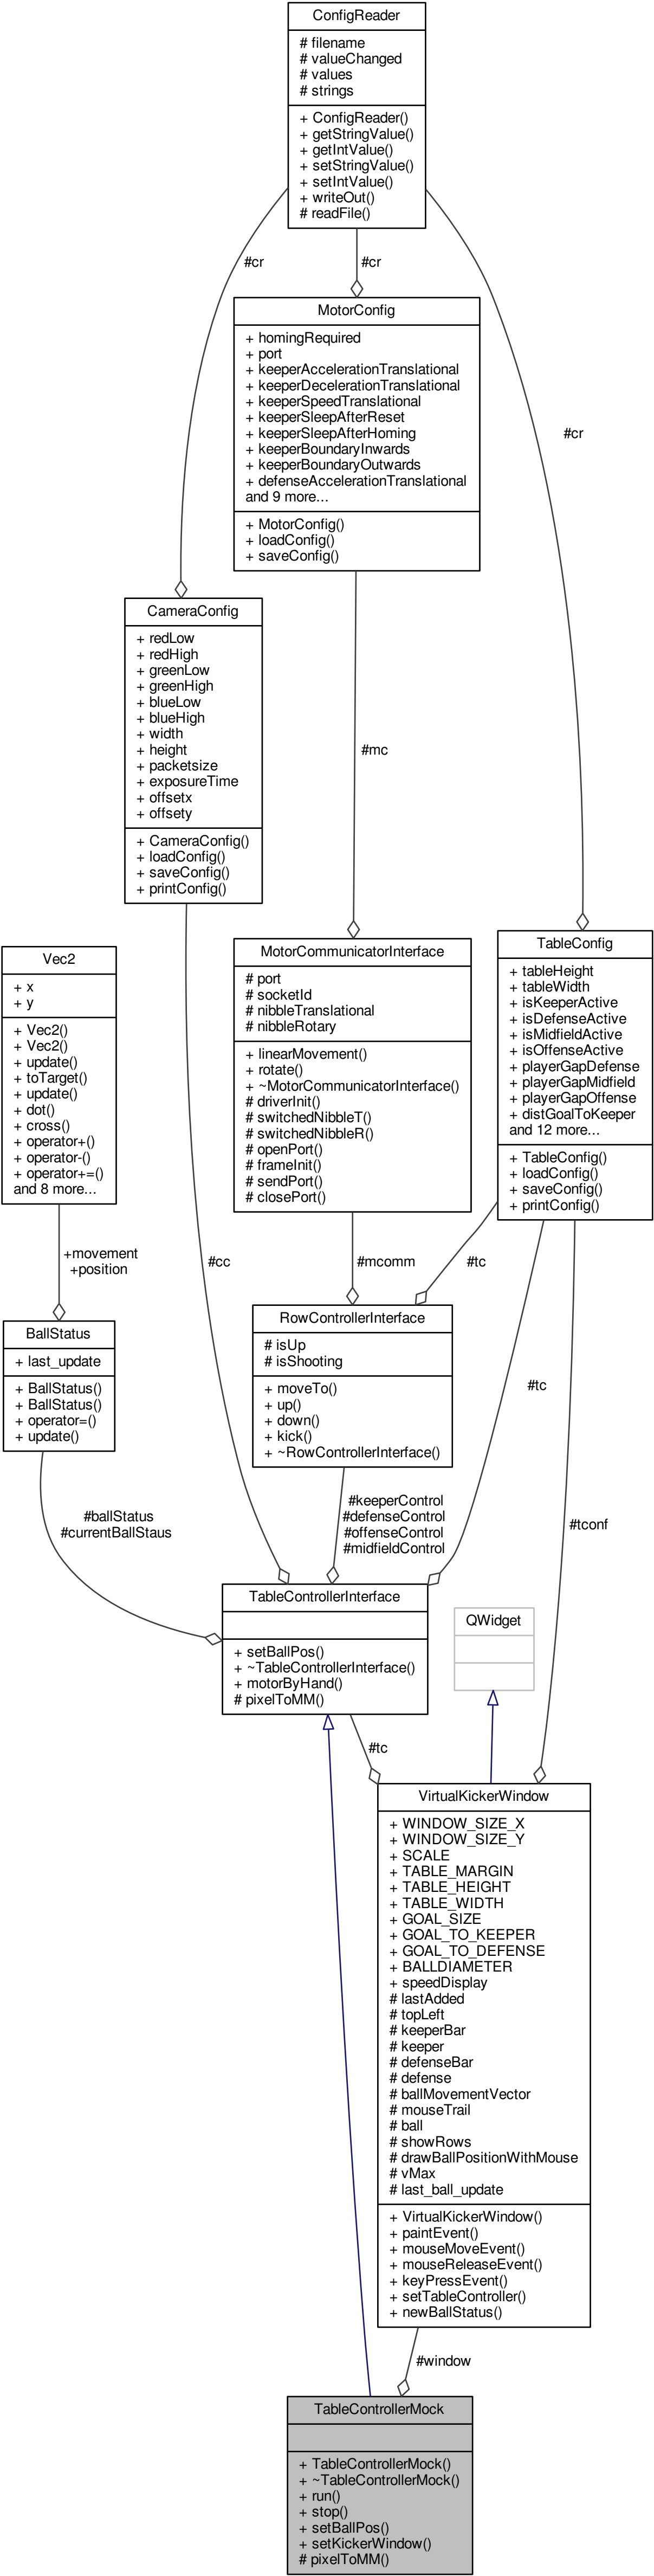 ConfigReader
# filename
# valueChanged
# values
# strings
+ ConfigReader()
+ getStringValue()
+ getIntValue()
+ setStringValue()
+ setIntValue()
+ writeOut()
# readFile()
#cr
#cr
#cr
MotorConfig
+ homingRequired
+ port
+ keeperAccelerationTranslational
+ keeperDecelerationTranslational
+ keeperSpeedTranslational
+ keeperSleepAfterReset
+ keeperSleepAfterHoming
+ keeperBoundaryInwards
+ keeperBoundaryOutwards
+ defenseAccelerationTranslational
and 9 more...
+ MotorConfig()
+ loadConfig()
+ saveConfig()
CameraConfig
+ redLow
+ redHigh
+ greenLow
+ greenHigh
+ blueLow
+ blueHigh
+ width
+ height
+ packetsize
+ exposureTime
+ offsetx
+ offsety
+ CameraConfig()
+ loadConfig()
+ saveConfig()
+ printConfig()
#mc
Vec2
+ x
+ y
+ Vec2()
+ Vec2()
+ update()
+ toTarget()
+ update()
+ dot()
+ cross()
+ operator+()
+ operator-()
+ operator+=()
and 8 more...
MotorCommunicatorInterface
# port
# socketId
# nibbleTranslational
# nibbleRotary
+ linearMovement()
+ rotate()
+ ~MotorCommunicatorInterface()
# driverInit()
# switchedNibbleT()
# switchedNibbleR()
# openPort()
# frameInit()
# sendPort()
# closePort()
TableConfig
+ tableHeight
+ tableWidth
+ isKeeperActive
+ isDefenseActive
+ isMidfieldActive
+ isOffenseActive
+ playerGapDefense
+ playerGapMidfield
+ playerGapOffense
+ distGoalToKeeper
and 12 more...
+ TableConfig()
+ loadConfig()
+ saveConfig()
+ printConfig()
+movement
+position
#cc
#mcomm
#tc
BallStatus
+ last_update
+ BallStatus()
+ BallStatus()
+ operator=()
+ update()
RowControllerInterface
# isUp
# isShooting
+ moveTo()
+ up()
+ down()
+ kick()
+ ~RowControllerInterface()
#tc
#ballStatus
#currentBallStaus
#keeperControl
#defenseControl
#offenseControl
#midfieldControl
#tconf
TableControllerInterface
+ setBallPos()
+ ~TableControllerInterface()
+ motorByHand()
# pixelToMM()
QWidget
#tc
VirtualKickerWindow
+ WINDOW_SIZE_X
+ WINDOW_SIZE_Y
+ SCALE
+ TABLE_MARGIN
+ TABLE_HEIGHT
+ TABLE_WIDTH
+ GOAL_SIZE
+ GOAL_TO_KEEPER
+ GOAL_TO_DEFENSE
+ BALLDIAMETER
+ speedDisplay
# lastAdded
# topLeft
# keeperBar
# keeper
# defenseBar
# defense
# ballMovementVector
# mouseTrail
# ball
# showRows
# drawBallPositionWithMouse
# vMax
# last_ball_update
+ VirtualKickerWindow()
+ paintEvent()
+ mouseMoveEvent()
+ mouseReleaseEvent()
+ keyPressEvent()
+ setTableController()
+ newBallStatus()
#window
TableControllerMock
+ TableControllerMock()
+ ~TableControllerMock()
+ run()
+ stop()
+ setBallPos()
+ setKickerWindow()
# pixelToMM()